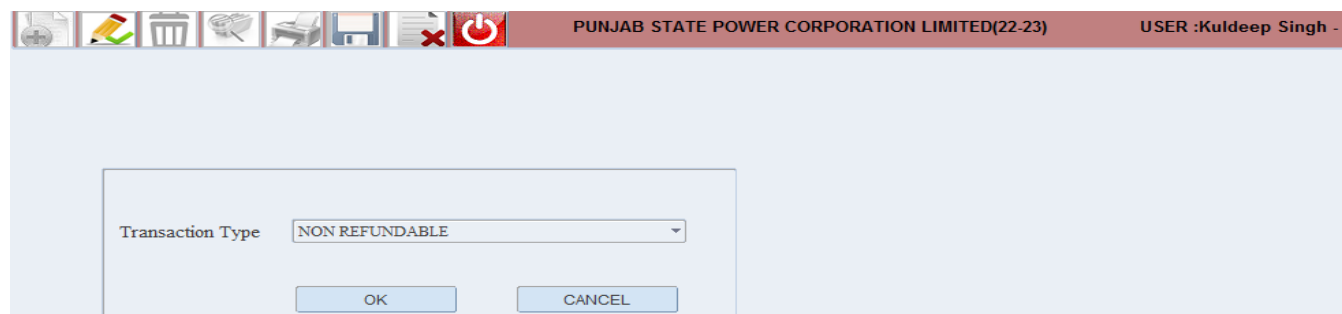 PUNJAB STATE POWER CORPORATION LIMITED(22-23) USER :Kuldeep Singh -
Transaction Type NON REFUNDABLE
OK CANCEL